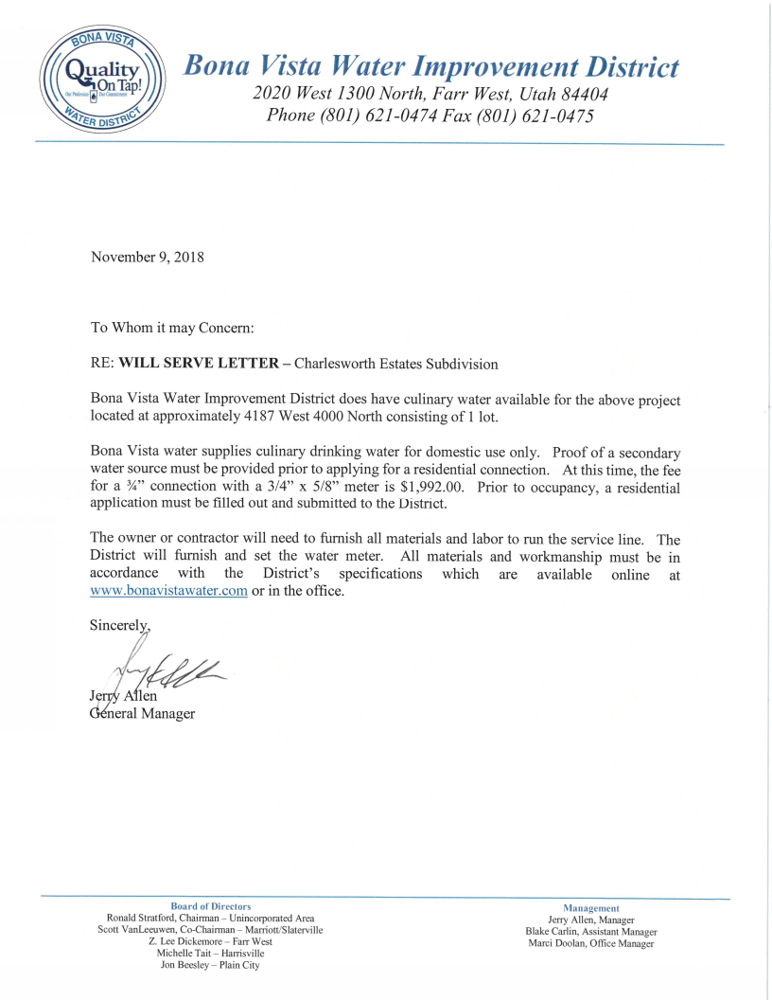 BONA VISTA
Quality
On Tap!
Our Profession Our Commitment
WATER DISTRICT
Bona Vista Water Improvement District
2020 West 1300 North, Farr West, Utah 84404
Phone (801) 621-0474 Fax (801) 621-0475
November 9, 2018
To Whom it may Concern:
RE: WILL SERVE LETTER – Charlesworth Estates Subdivision
Bona Vista Water Improvement District does have culinary water available for the above project
located at approximately 4187 West 4000 North consisting of 1 lot.
Bona Vista water supplies culinary drinking water for domestic use only. Proof of a secondary
water source must be provided prior to applying for a residential connection. At this time, the fee
for a ¾” connection with a 3/4” x 5/8” meter is $1,992.00. Prior to occupancy, a residential
application must be filled out and submitted to the District.
The owner or contractor will need to furnish all materials and labor to run the service line. The
District will furnish and set the water meter. All materials and workmanship must be in
accordance with the District’s specifications which are available online at
www.bonavistawater.com or in the office.
Sincerely,
Jerry Allen
General Manager
Board of Directors
Ronald Stratford, Chairman – Unincorporated Area
Scott VanLeeuwen, Co-Chairman – Marriott/Slaterville
Z. Lee Dickemore – Farr West
Michelle Tait – Harrisville
Jon Beesley – Plain City
Management
Jerry Allen, Manager
Blake Carlin, Assistant Manager
Marci Doolan, Office Manager